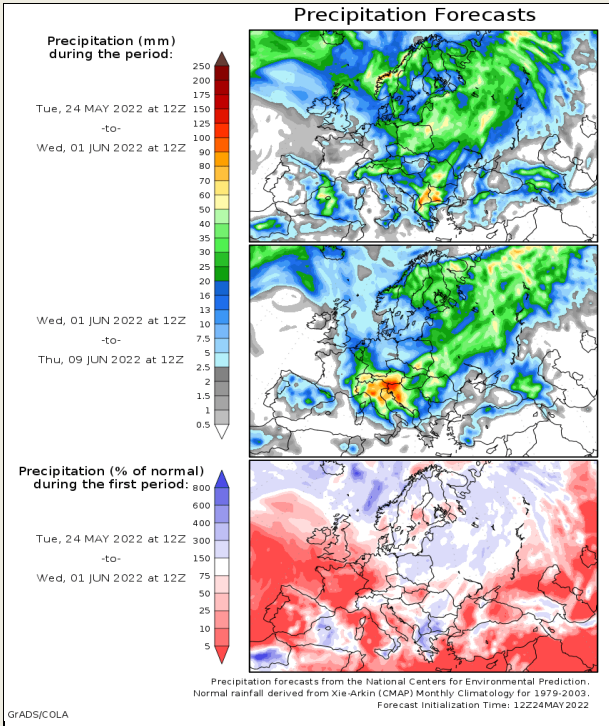 Precipitation Forecasts
Precipitation (mm)
during the period:
Tue, 24 MAY 2022 at 12Z
-to-
Wed, 01 JUN 2022 at 12Z
250
200
175
150
125
100
90
80
70
60
50
40
35
30
25
20
16
13
10
7.5
5
2.5
2
1.5
1
0.5
Wed, 01 JUN 2022 at 12Z
-to-
Thu, 09 JUN 2022 at 12Z
Precipitation (% of normal)
during the first period:
Tue, 24 MAY 2022 at 12Z
-to-
Wed, 01 JUN 2022 at 12Z
800
600
400
300
150
75
50
25
10
5
Precipitation forecasts from the National Centers for Environmental Prediction.
Normal rainfall derived from Xie-Arkin (CMAP) Monthly Climatology for 1979-2003.
Forecast Initialization Time: 12Z24MAY2022
GrADS/COLA